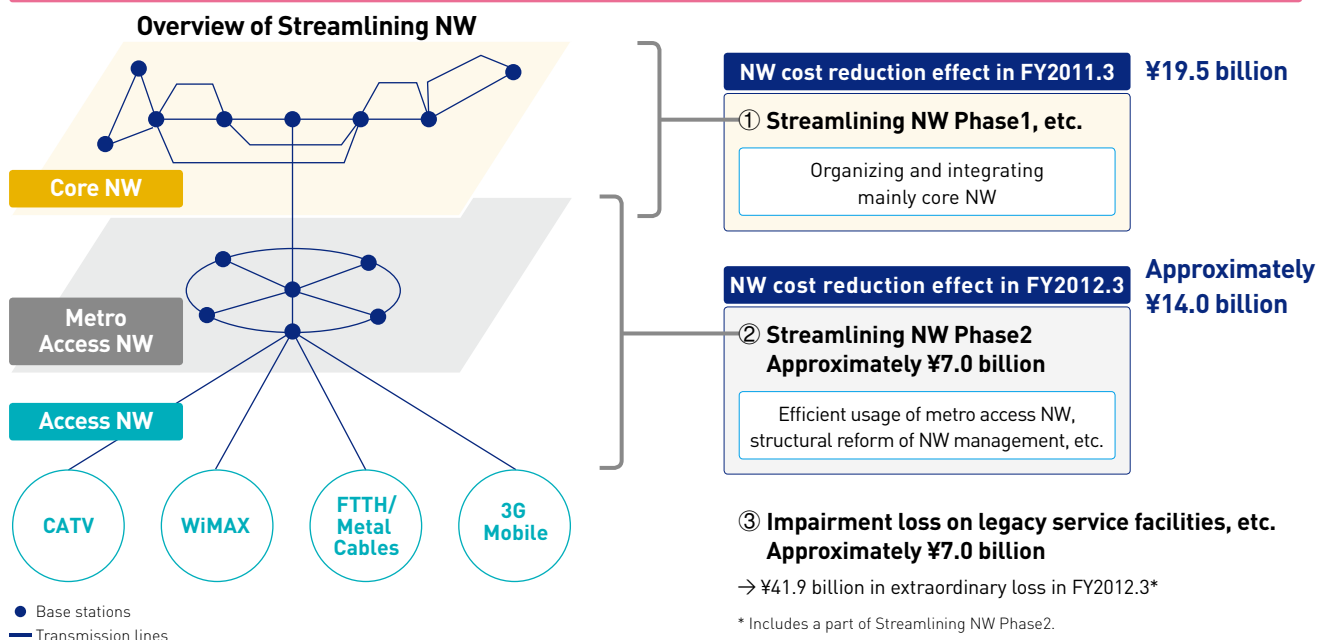 Overview of Streamlining NW
Core NW
Metro
Access NW
Access NW
CATV
WiMAX
FTTH/
Metal
Cables
3G
Mobile
● Base stations
Transmission lines
NW cost reduction effect in FY2011.3
¥19.5 billion
① Streamlining NW Phase1, etc.
Organizing and integrating
mainly core NW
NW cost reduction effect in FY2012.3
Approximately
¥14.0 billion
② Streamlining NW Phase2
Approximately ¥7.0 billion
Efficient usage of metro access NW,
structural reform of NW management, etc.
③ Impairment loss on legacy service facilities, etc.
Approximately ¥7.0 billion
→ ¥41.9 billion in extraordinary loss in FY2012.3*
* Includes a part of Streamlining NW Phase2.